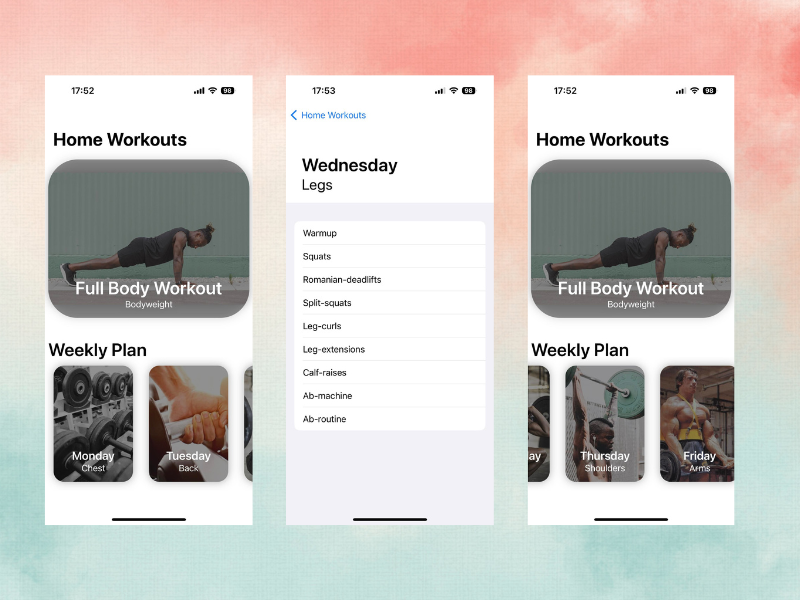 17:52
98
Home Workouts
Full Body Workout
Bodyweight
Weekly Plan
Monday
Chest
Tuesday
Back
17:53
98
Home Workouts
Wednesday
Legs
Warmup
Squats
Romanian-deadlifts
Split-squats
Leg-curls
Leg-extensions
Calf-raises
Ab-machine
Ab-routine
17:52
98
Home Workouts
Full Body Workout
Bodyweight
Weekly Plan
ay
Thursday
Shoulders
Friday
Arms